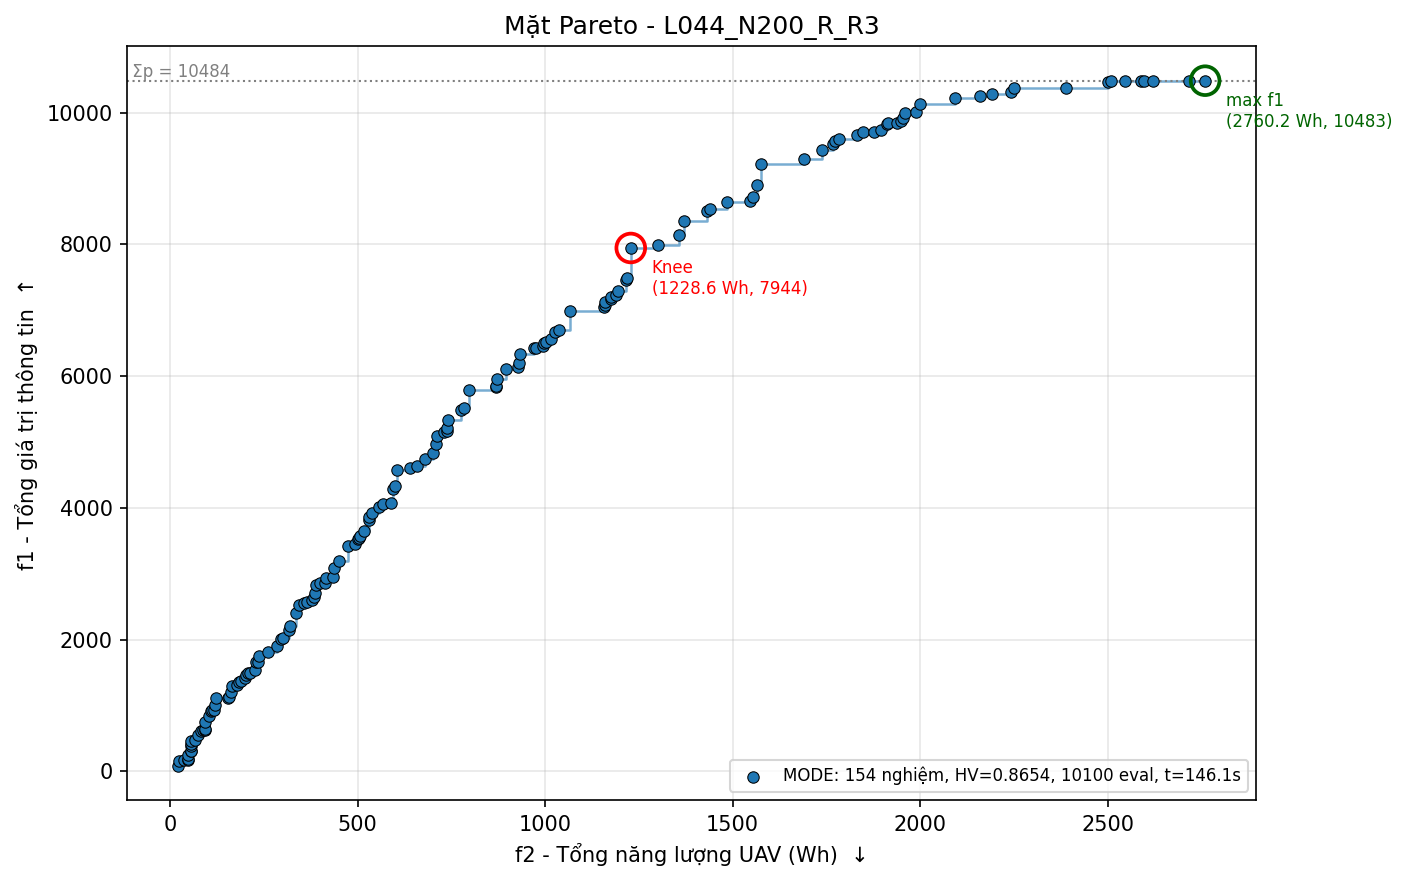 Mặt Pareto - L044_N200_R_R3
Σp = 10484
max f1
(2760.2 Wh, 10483)
Knee
(1228.6 Wh, 7944)
f1 - Tổng giá trị thông tin ↑
10000
8000
6000
4000
2000
0
MODE: 154 nghiệm, HV=0.8654, 10100 eval, t=146.1s
0 500 1000 1500 2000 2500
f2 - Tổng năng lượng UAV (Wh) ↓